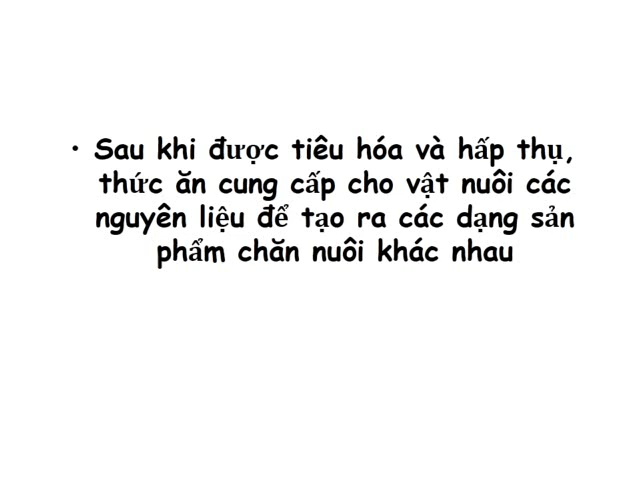 • Sau khi được tiêu hóa và hấp thụ,
thức ăn cung cấp cho vật nuôi các
nguyên liệu để tạo ra các dạng sản
phẩm chăn nuôi khác nhau